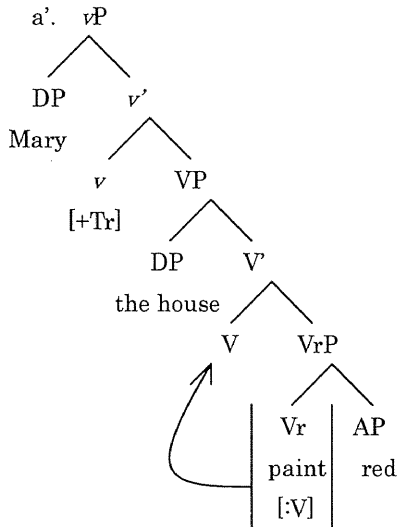 a’. vP
DP v’
Mary
v VP
[+Tr]
DP V’
the house
V VrP
Vr AP
paint red
[:V]